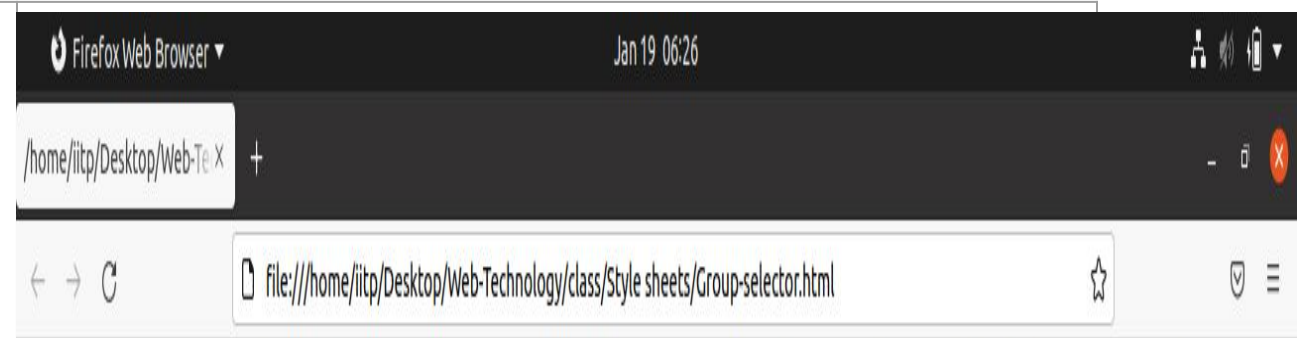 Firefox Web Browser
Jan 19 06:26
/home/iitp/Desktop/Web-Te
file:///home/iitp/Desktop/Web-Technology/class/Style sheets/Group-selector.html